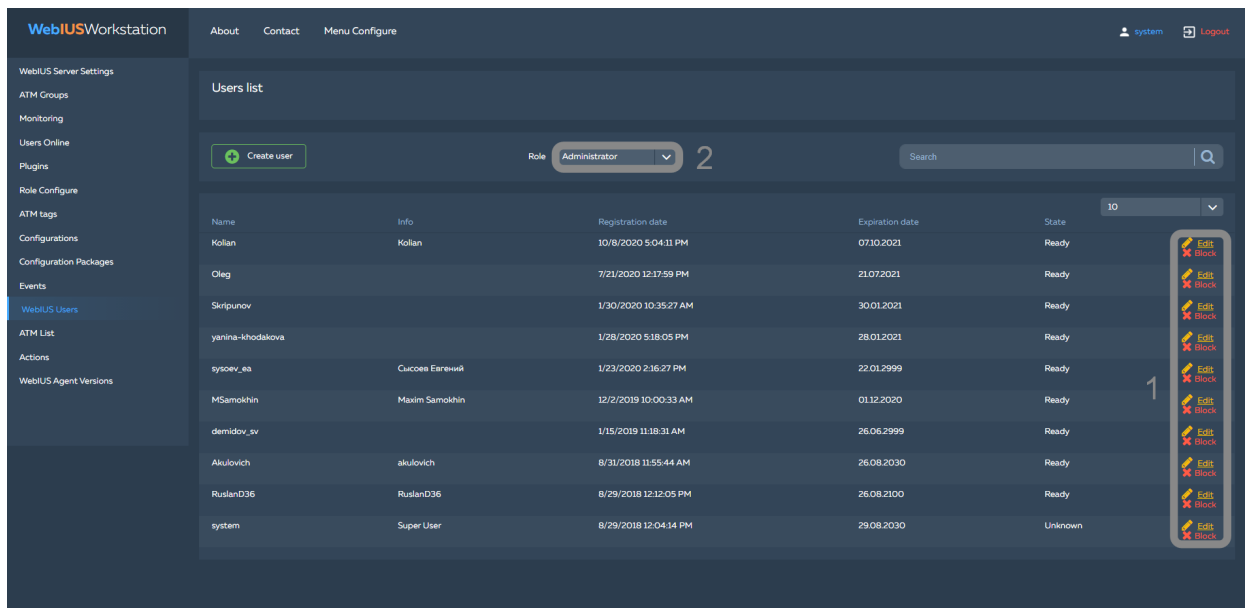 WebIUSWorkstation
About Contact Menu Configure
system Logout
WebIUS Server Settings
ATM Groups
Monitoring
Users Online
Plugins
Role Configure
ATM tags
Configurations
Configuration Packages
Events
WebIUS Users
ATM List
Actions
WebIUS Agent Versions
Users list
Create user Role Administrator 2 Search
10
Name Info Registration date Expiration date State
Kolian Kolian 10/8/2020 5:04:11 PM 07.10.2021 Ready Edit
Block
Oleg 7/21/2020 12:17:59 PM 21.07.2021 Ready Edit
Block
Skripunov 1/30/2020 10:35:27 AM 30.01.2021 Ready Edit
Block
yanina-khodakova 1/28/2020 5:18:05 PM 28.01.2021 Ready Edit
Block
sysoev_ea Сысоев Евгений 1/23/2020 2:16:27 PM 22.01.2999 Ready Edit
Block
1
MSamokhin Maxim Samokhin 12/2/2019 10:00:33 AM 01.12.2020 Ready Edit
Block
demidov_sv 1/15/2019 11:18:31 AM 26.06.2999 Ready Edit
Block
Akulovich akulovich 8/31/2018 11:55:44 AM 26.08.2030 Ready Edit
Block
RuslanD36 RuslanD36 8/29/2018 12:12:05 PM 26.08.2100 Ready Edit
Block
system Super User 8/29/2018 12:04:14 PM 29.08.2030 Unknown Edit
Block